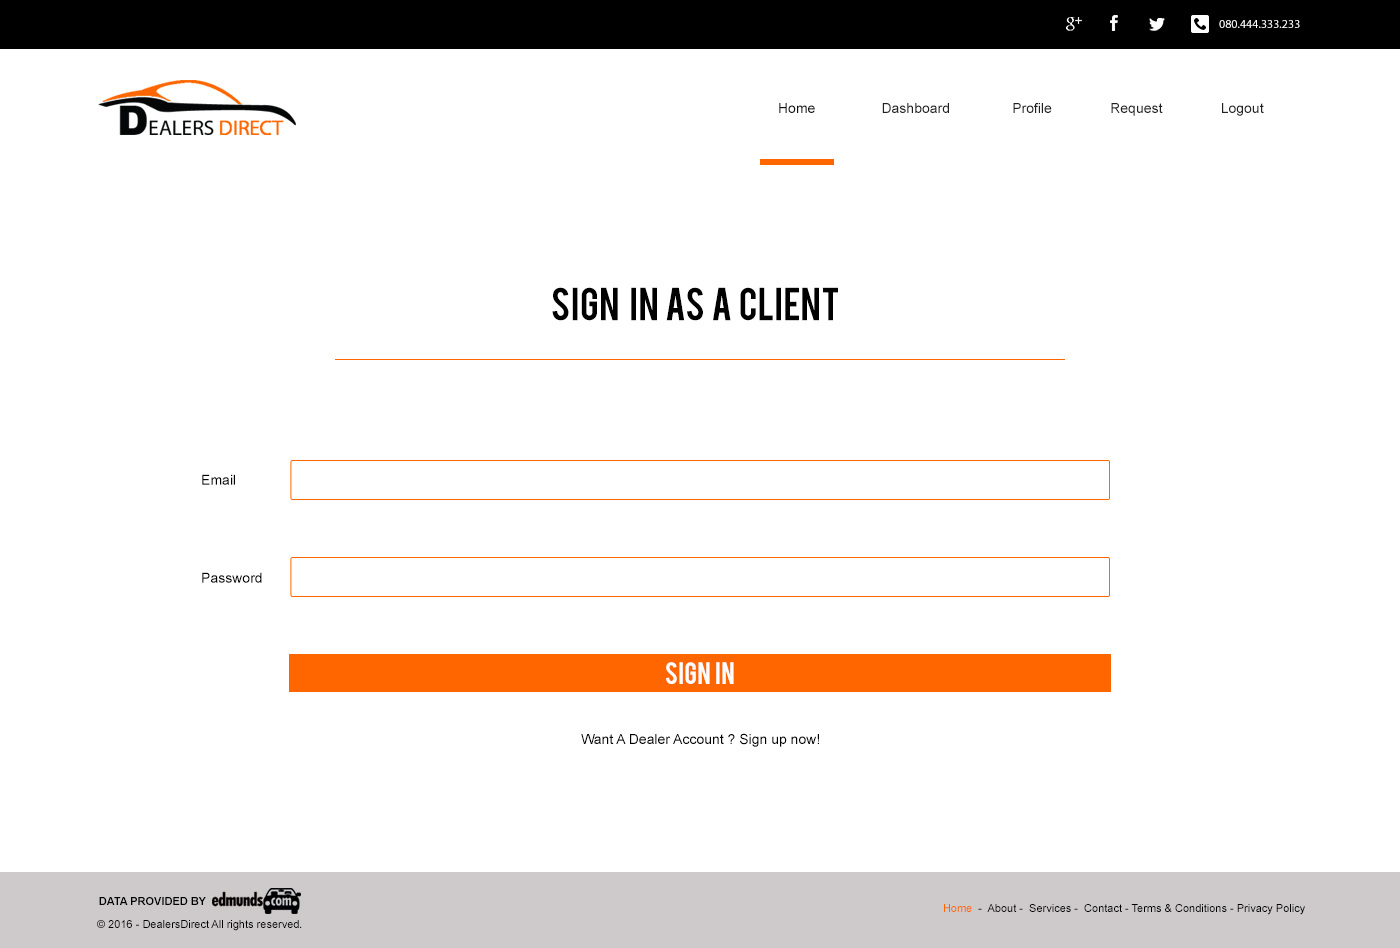 080.444.333.233
DEALERS DIRECT
Home Dashboard Profile Request Logout
SIGN IN AS A CLIENT
Email
Password
SIGN IN
Want A Dealer Account ? Sign up now!
DATA PROVIDED BY edmunds.com
© 2016 - DealersDirect All rights reserved.
Home - About - Services - Contact - Terms & Conditions - Privacy Policy